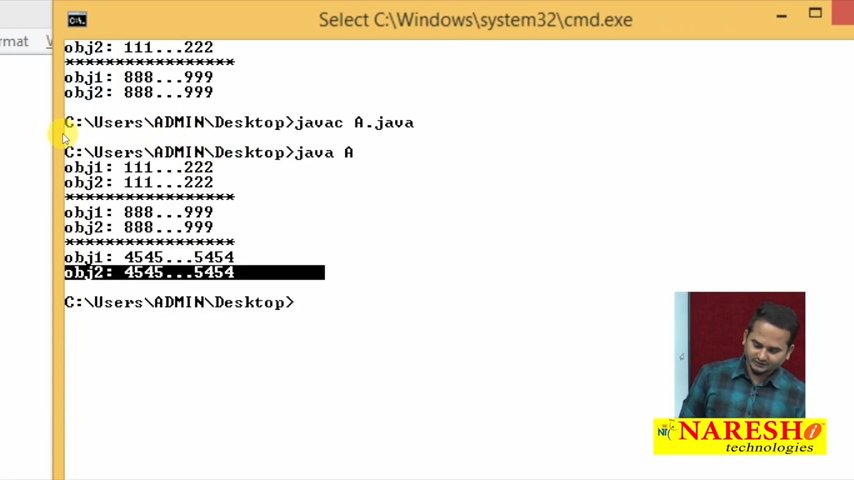 Select C:\Windows\system32\cmd.exe
rmat
obj2: 111...222
*****************
obj1: 888...999
obj2: 888...999
C:\Users\ADMIN\Desktop>javac A.java
C:\Users\ADMIN\Desktop>java A
obj1: 111...222
obj2: 111...222
*****************
obj1: 888...999
obj2: 888...999
*****************
obj1: 4545...5454
obj2: 4545...5454
C:\Users\ADMIN\Desktop>
NARESH i
technologies